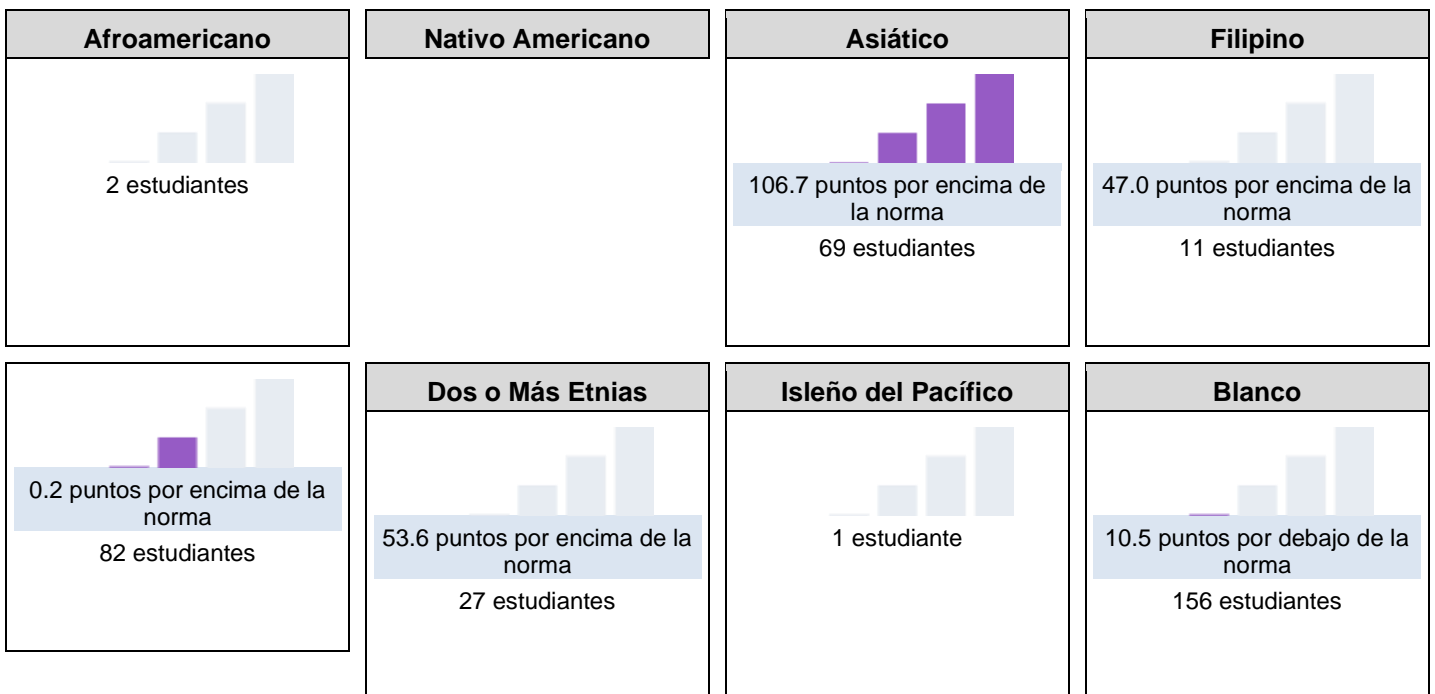 Afroamericano
2 estudiantes
Nativo Americano
Asiático
106.7 puntos por encima de
la norma
69 estudiantes
Filipino
47.0 puntos por encima de la
norma
11 estudiantes
0.2 puntos por encima de la
norma
82 estudiantes
Dos o Más Etnias
53.6 puntos por encima de la
norma
27 estudiantes
Isleño del Pacífico
1 estudiante
Blanco
10.5 puntos por debajo de la
norma
156 estudiantes